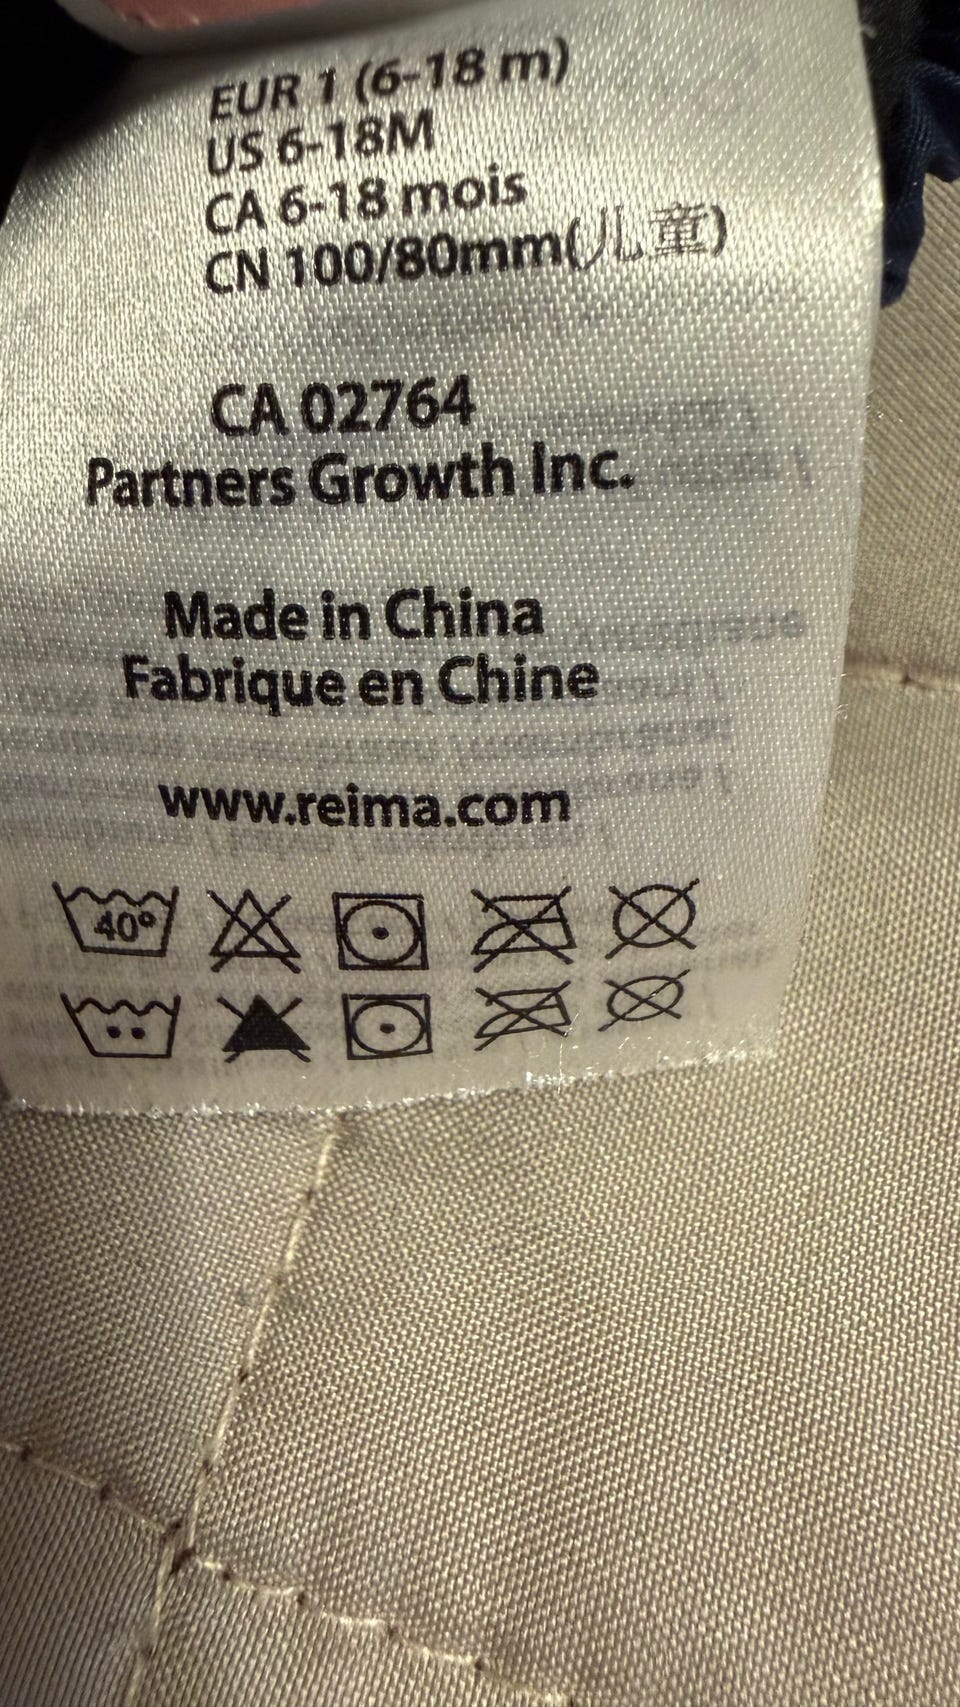 EUR 1 (6-18 m)
US 6-18M
CA 6-18 mois
CN 100/80mm(儿童)
CA 02764
Partners Growth Inc.
Made in China
Fabrique en Chine
www.reima.com
40°